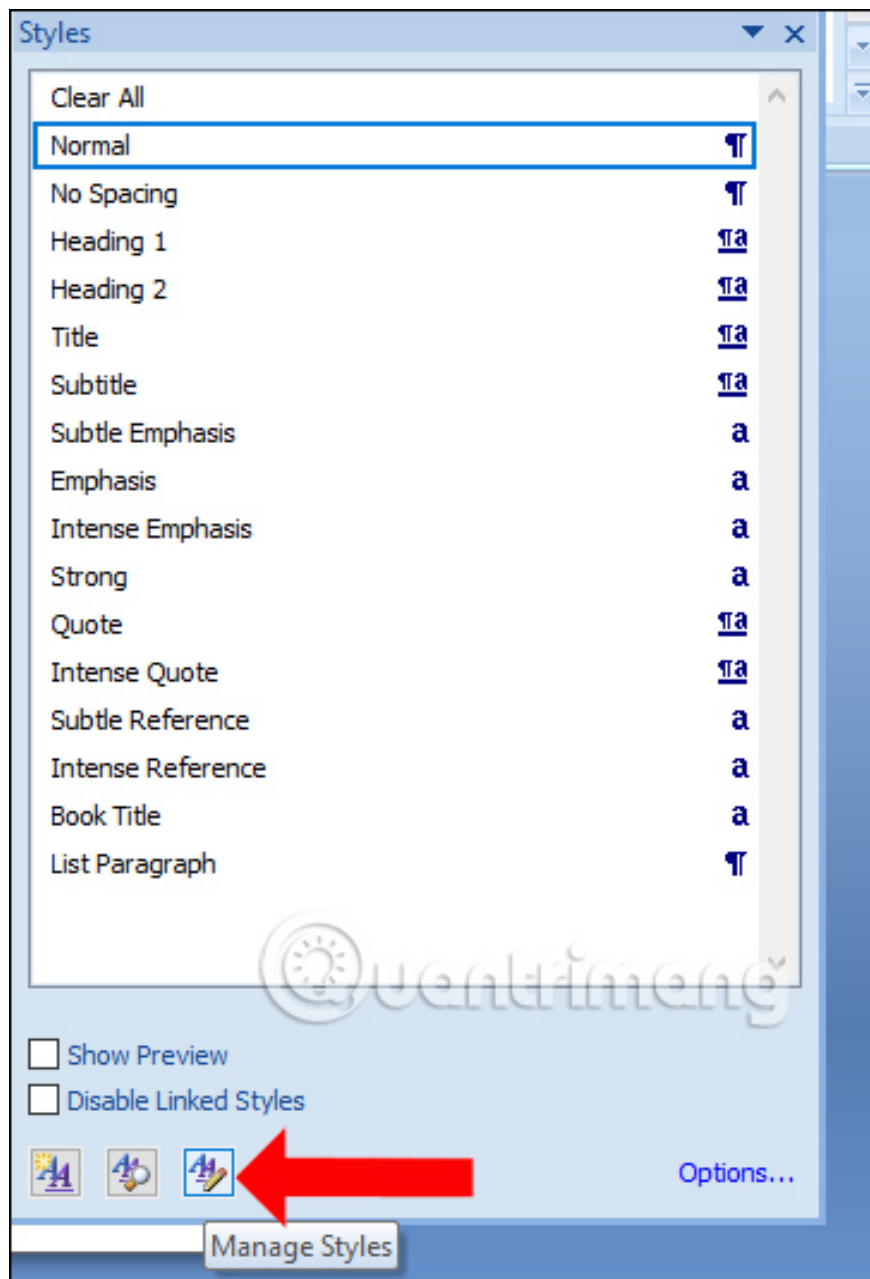 Styles
Clear All
Normal ¶
No Spacing ¶
Heading 1 ¶a
Heading 2 ¶a
Title ¶a
Subtitle ¶a
Subtle Emphasis a
Emphasis a
Intense Emphasis a
Strong a
Quote ¶a
Intense Quote ¶a
Subtle Reference a
Intense Reference a
Book Title a
List Paragraph ¶
Quantrimang
Show Preview
Disable Linked Styles
Options...
Manage Styles